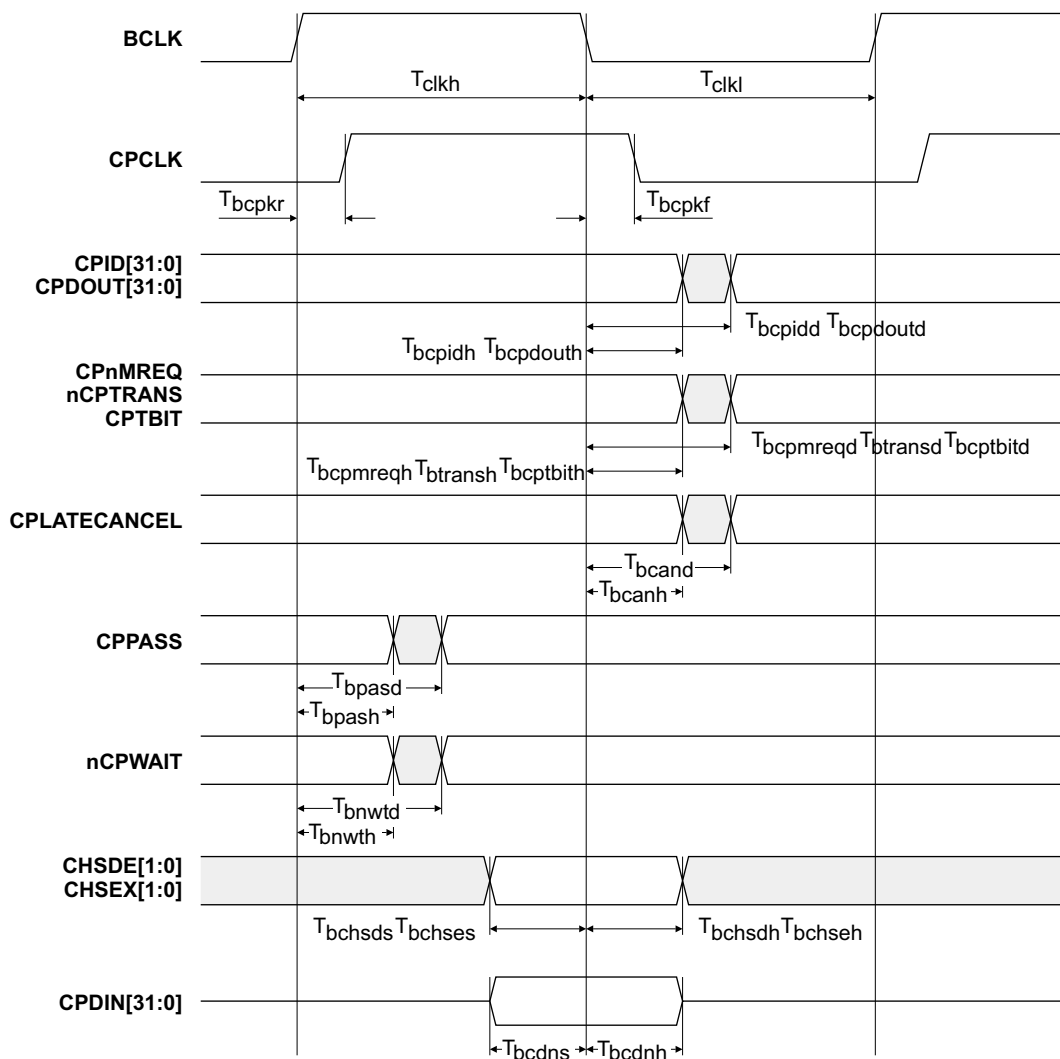 BCLK
Tclkh Tclkl
CPCLK
Tbcpkr Tbcpkf
CPID[31:0]
CPDOUT[31:0]
Tbcpidd Tbcpdoutd
Tbcpidh Tbcpdouth
CPnMREQ
nCPTRANS
CPTBIT
Tbcpmreqd Tbtransd Tbcptbitd
Tbcpmreqh Tbtransh Tbcptbith
CPLATECANCEL
Tbcand
Tbcanh
CPPASS
Tbpasd
Tbpash
nCPWAIT
Tbnwtd
Tbnwth
CHSDE[1:0]
CHSEX[1:0]
Tbchsds Tbchses Tbchsdh Tbchseh
CPDIN[31:0]
Tbcdns Tbcdnh